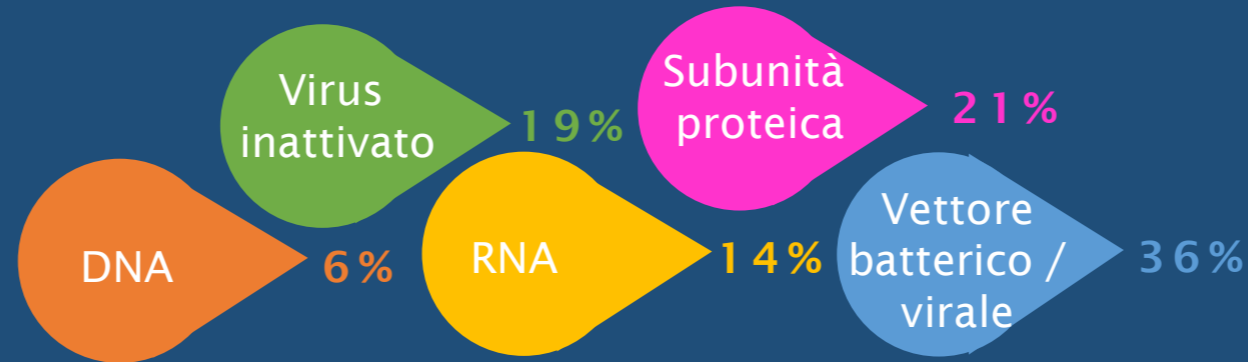 Virus
inattivato
19%
Subunità
proteica
21%
DNA
6%
RNA
14%
Vettore
batterico /
virale
36%